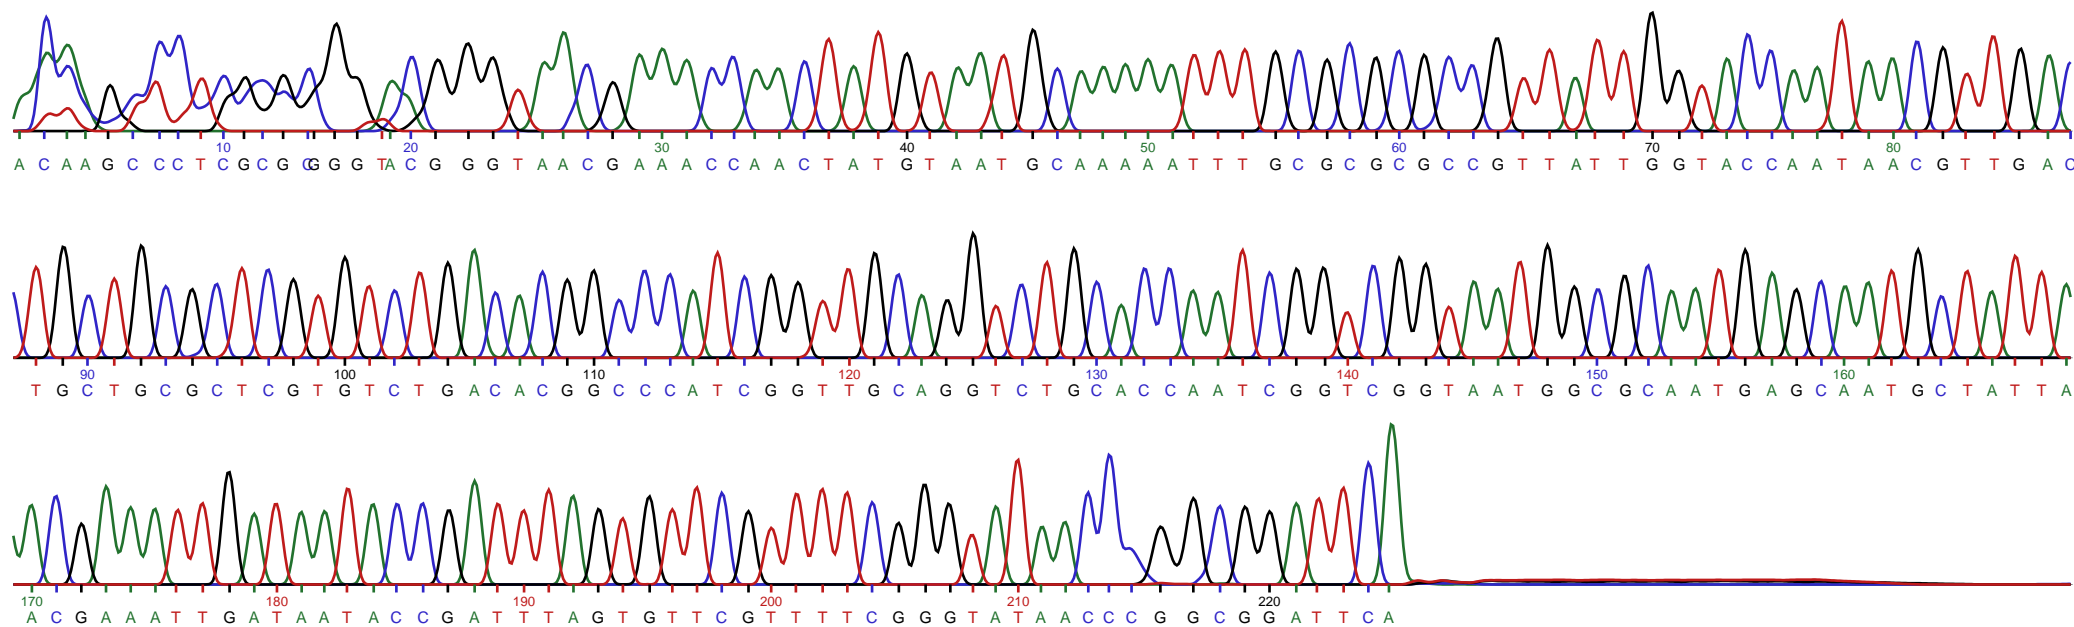 10 20 30 40 50 60 70 80
A C A A G C C C T C G C G C G G G T A C G G G T A A C G A A A C C A A C T A T G T A A T G C A A A A A T T T G C G C G C G C C G T T A T T G G T A C C A A T A A C G T T G A C
90 100 110 120 130 140 150 160
T G C T G C G C T C G T G T C T G A C A C G G C C C A T C G G T T G C A G G T C T G C A C C A A T C G G T C G G T A A T G G C G C A A T G A G C A A T G C T A T T A
170 180 190 200 210 220
A C G A A A T T G A T A A T A C C G A T T T A G T G T T C G T T T T C G G G T A T A A C C C G G C G G A T T C A